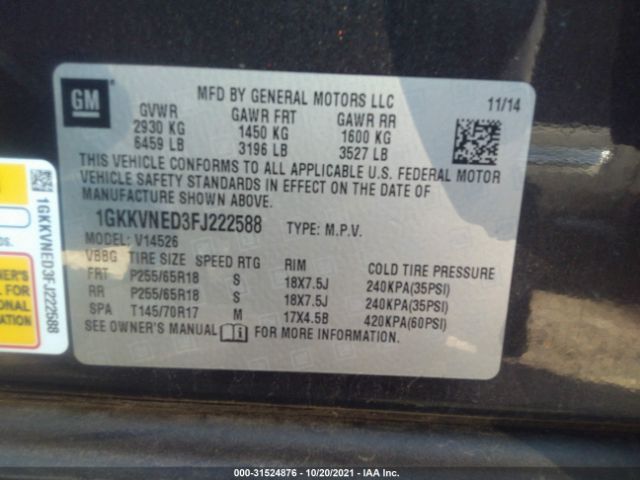 GM
MFD BY GENERAL MOTORS LLC 11/14
GVWR GAWR FRT GAWR RR
2930 KG 1450 KG 1600 KG
6459 LB 3196 LB 3527 LB
THIS VEHICLE CONFORMS TO ALL APPLICABLE U.S. FEDERAL MOTOR
VEHICLE SAFETY STANDARDS IN EFFECT ON THE DATE OF
MANUFACTURE SHOWN ABOVE.
1GKKVNED3FJ222588 TYPE: M.P.V.
MODEL: V14526
VBBG TIRE SIZE SPEED RTG RIM COLD TIRE PRESSURE
FRT P255/65R18 S 18X7.5J 240KPA(35PSI)
RR P255/65R18 S 18X7.5J 240KPA(35PSI)
SPA T145/70R17 M 17X4.5B 420KPA(60PSI)
SEE OWNER'S MANUAL FOR MORE INFORMATION.
1GKKVNED3FJ222588
NER'S
FOR
ONAL
ION
000-31524876 - 10/20/2021 - IAA Inc.